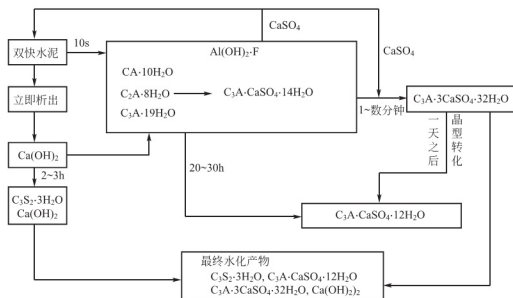 CaSO4
双快水泥
10s
Al(OH)2·F
CaSO4
CA·10H2O
C2A·8H2O
C3A·CaSO4·14H2O
C3A·19H2O
立即析出
1~数分钟
C3A·3CaSO4·32H2O
Ca(OH)2
一天之后
晶型转化
2~3h
20~30h
C3S2·3H2O
Ca(OH)2
C3A·CaSO4·12H2O
最终水化产物
C3S2·3H2O, C3A·CaSO4·12H2O
C3A·3CaSO4·32H2O, Ca(OH)2)2